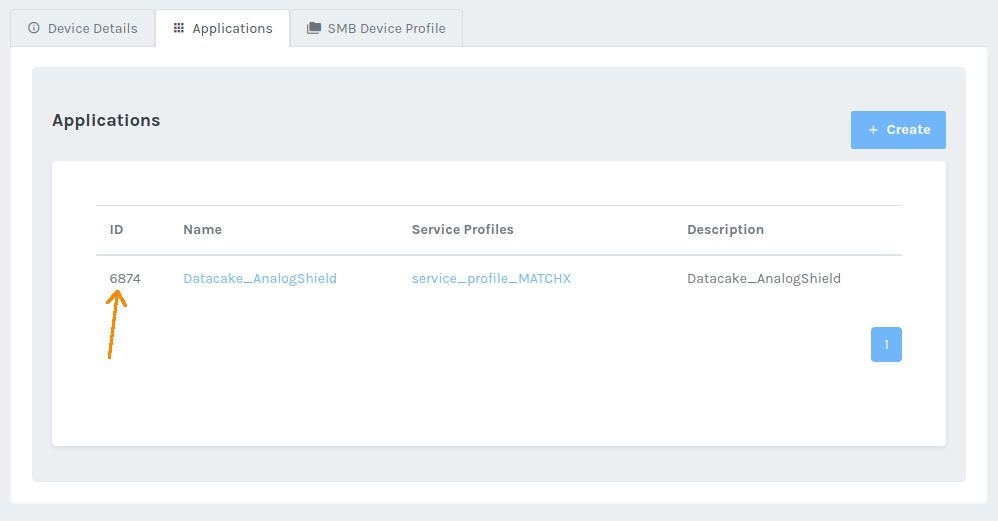 Device Details Applications SMB Device Profile
Applications
+ Create
ID Name Service Profiles Description
6874 Datacake_AnalogShield service_profile_MATCHX Datacake_AnalogShield
1